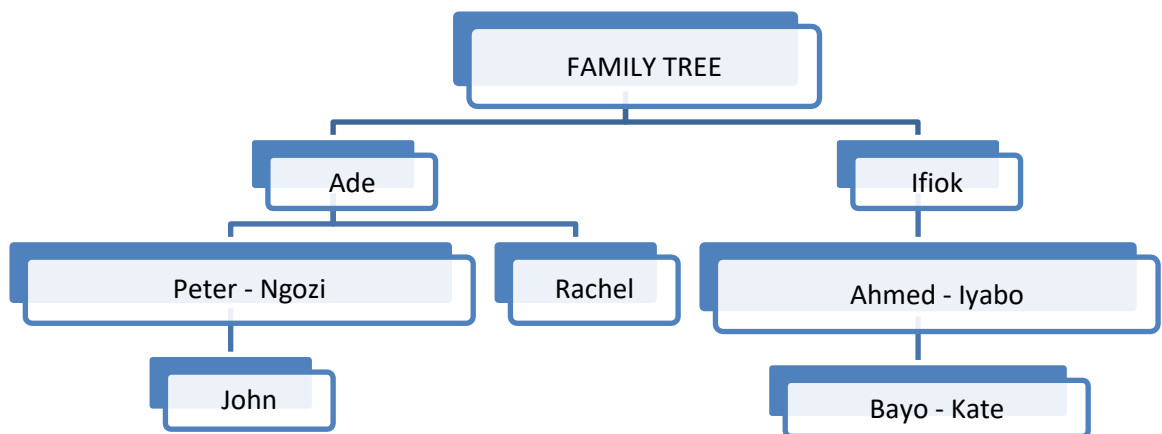 FAMILY TREE
Ade
Ifiok
Peter - Ngozi
Rachel
Ahmed - Iyabo
John
Bayo - Kate